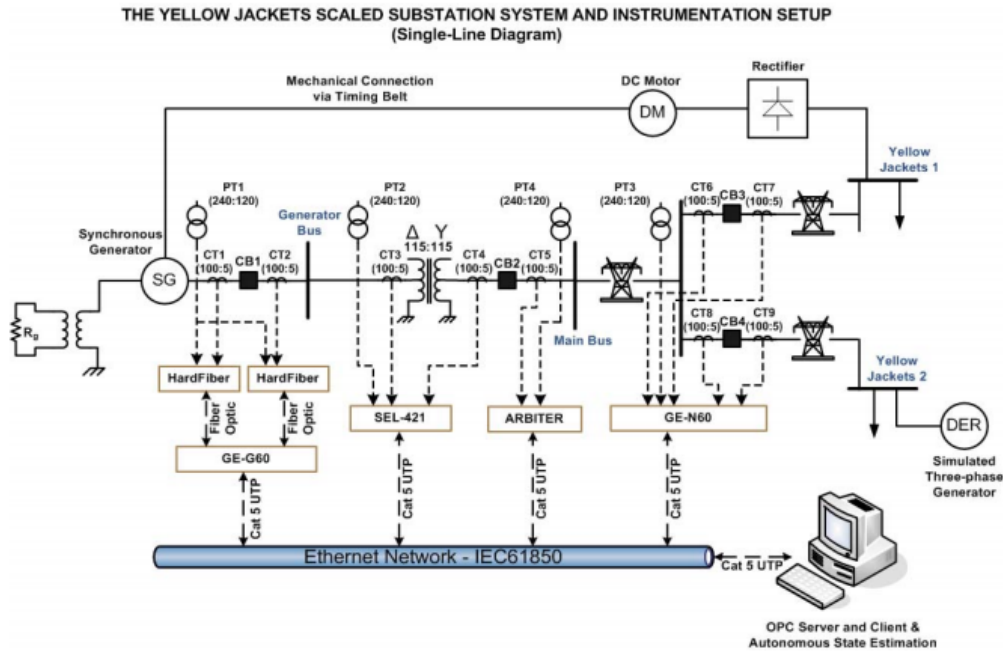 THE YELLOW JACKETS SCALED SUBSTATION SYSTEM AND INSTRUMENTATION SETUP
(Single-Line Diagram)
Mechanical Connection
via Timing Belt
DC Motor
DM
Rectifier
Yellow
Jackets 1
PT1
(240:120)
Generator
Bus
PT2
(240:120)
PT4
(240:120)
PT3
(240:120)
CT6
(100:5)
CB3
CT7
(100:5)
Synchronous
Generator
SG
CT1
(100:5)
CB1
CT2
(100:5)
CT3
(100:5)
Δ Y
115:115
CT4
(100:5)
CB2
CT5
(100:5)
Rg
Main Bus
CT8
(100:5)
CB4
CT9
(100:5)
Yellow
Jackets 2
HardFiber
HardFiber
SEL-421
ARBITER
GE-N60
DER
Simulated
Three-phase
Generator
Fiber
Optic
Fiber
Optic
GE-G60
Cat 5 UTP
Cat 5 UTP
Cat 5 UTP
Cat 5 UTP
Ethernet Network - IEC61850
Cat 5 UTP
OPC Server and Client &
Autonomous State Estimation